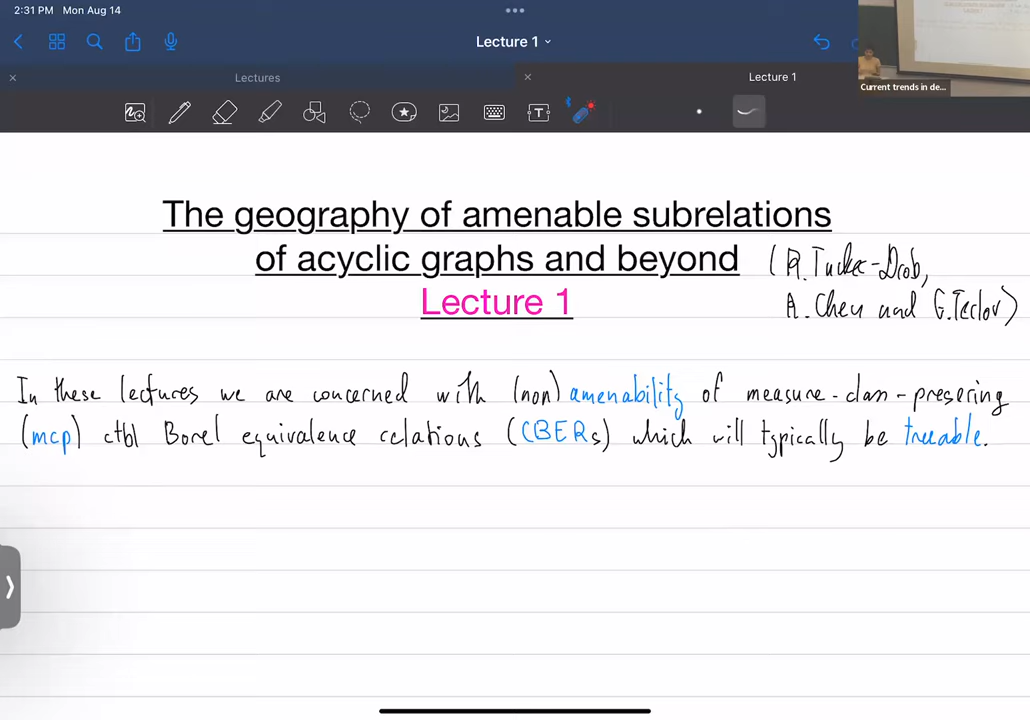 2:31 PM Mon Aug 14
Lecture 1
Lectures
Lecture 1
Current trends in de...
The geography of amenable subrelations
of acyclic graphs and beyond (R. Tucker-Drob,
Lecture 1 A. Chen and G. Terlov)
In these lectures we are concerned with (non) amenability of measure-class-presering
(mcp) ctbl Borel equivalence relations (CBERs) which will typically be treeable.